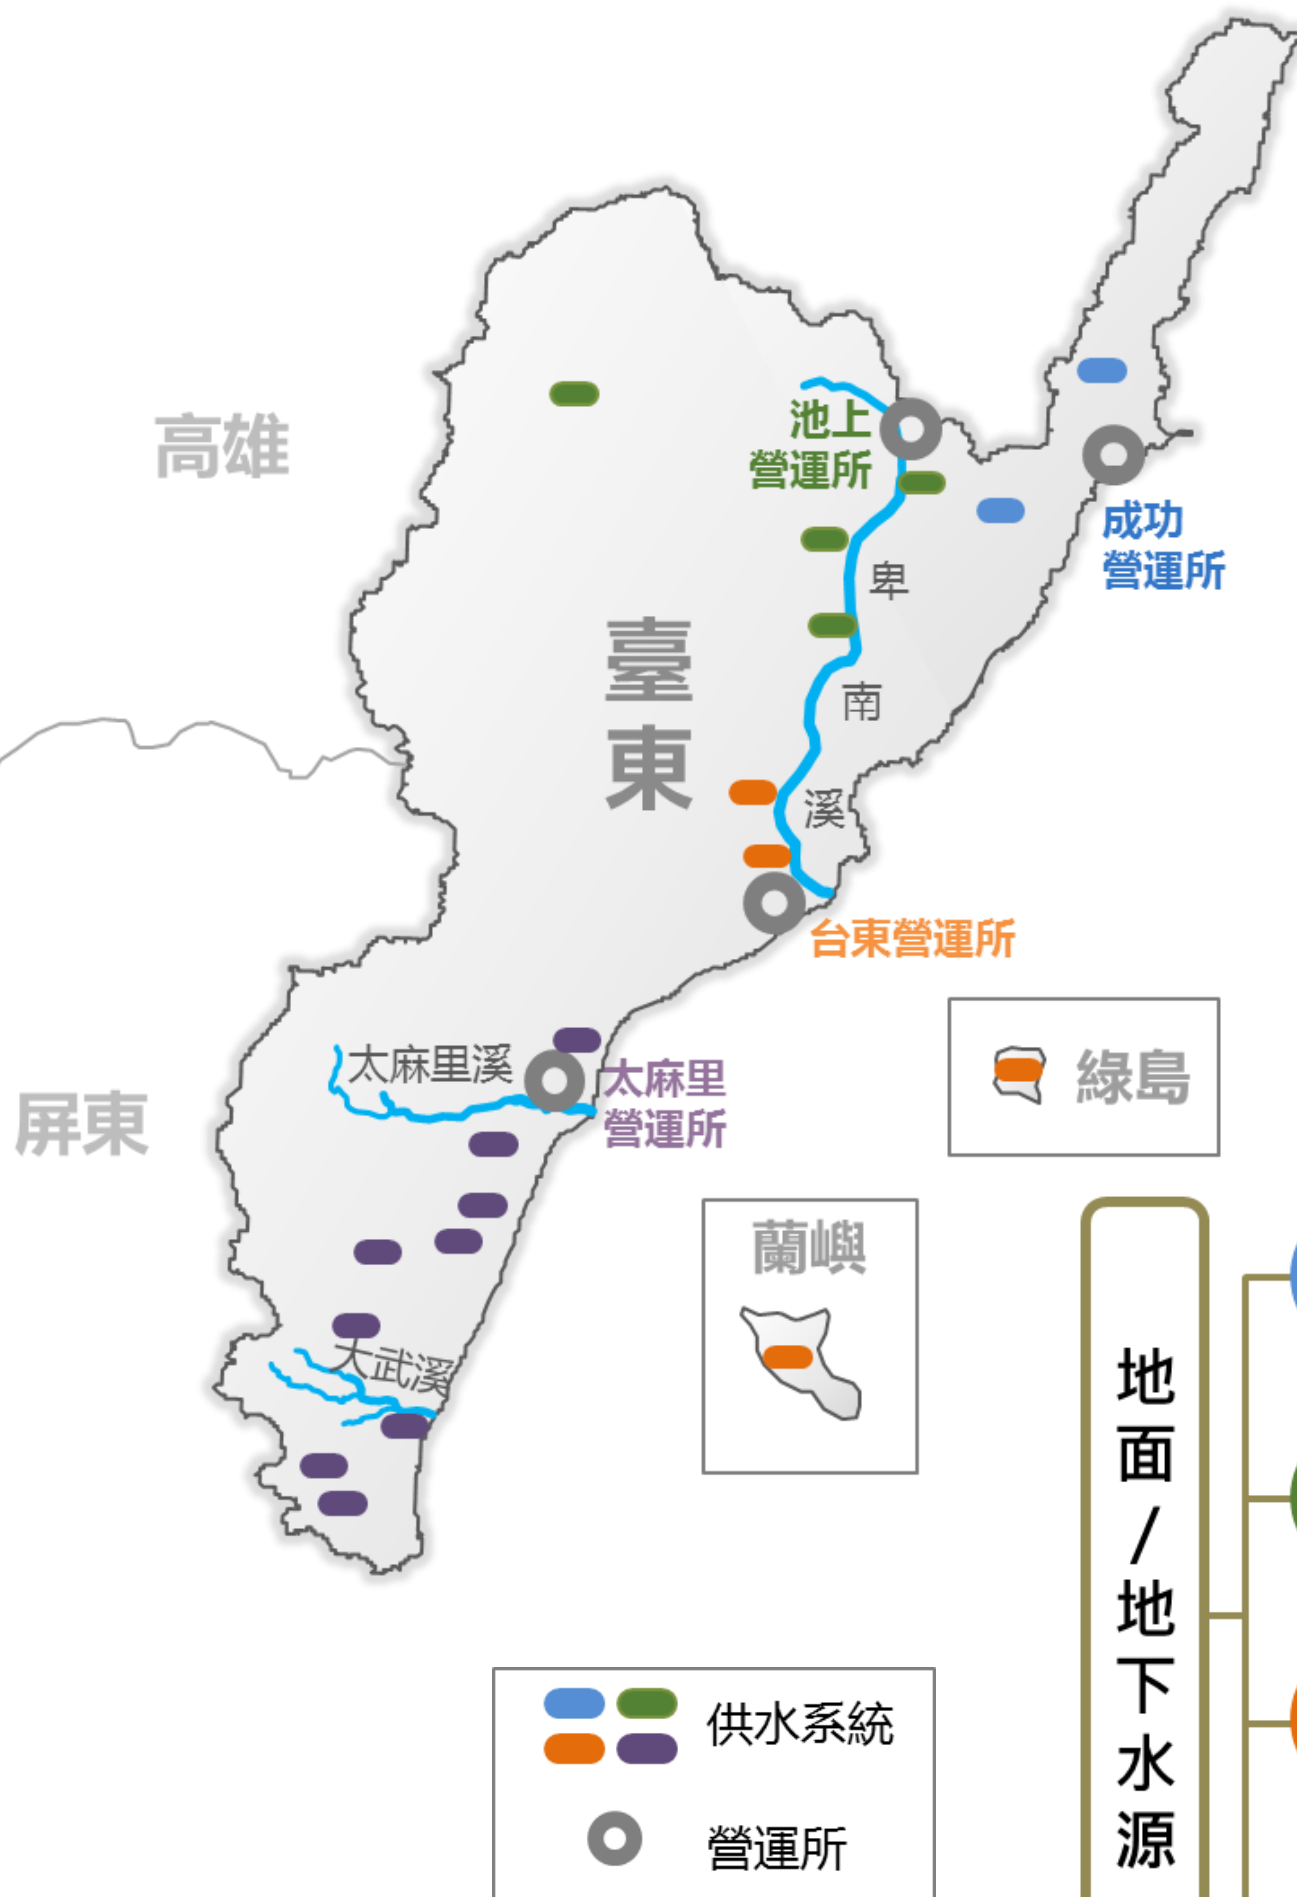 高雄
池上
營運所
成功
營運所
卑
南
溪
臺
東
台東營運所
太麻里溪
太麻里
營運所
屏東
綠島
蘭嶼
大武溪
地
面
/
地
下
水
源
供水系統
營運所